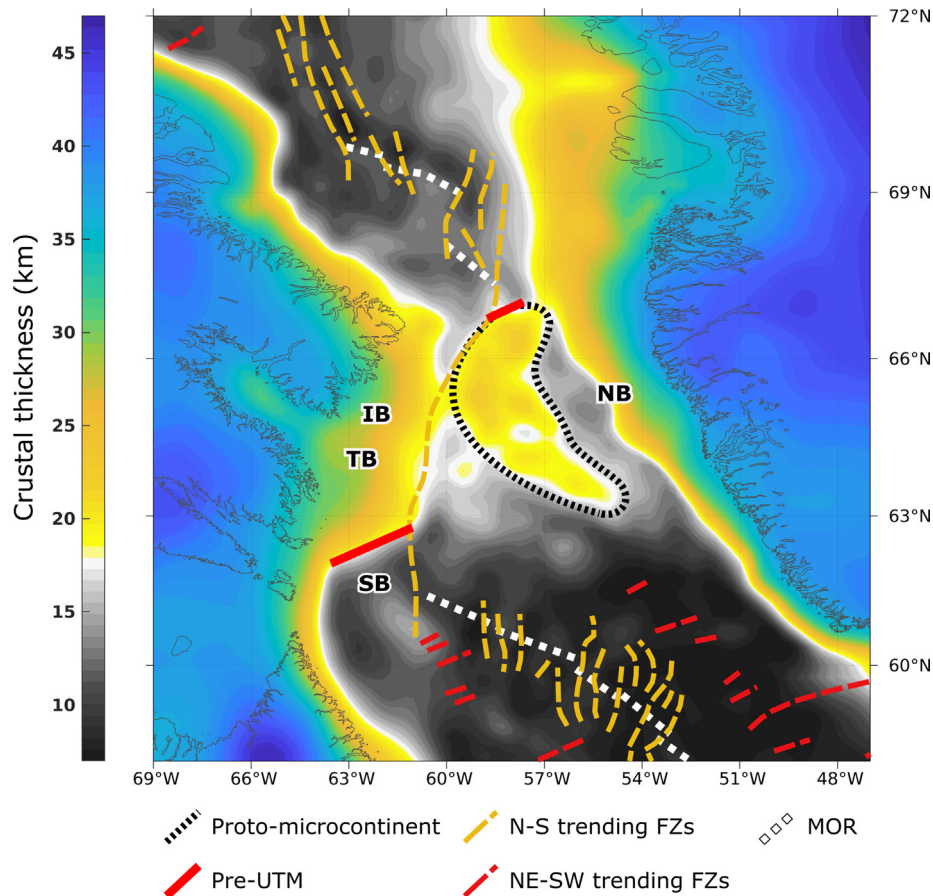 Crustal thickness (km)
45
40
35
30
25
20
15
10
72°N
69°N
66°N
63°N
60°N
IB
TB
NB
SB
69°W
66°W
63°W
60°W
57°W
54°W
51°W
48°W
Proto-microcontinent
N-S trending FZs
MOR
Pre-UTM
NE-SW trending FZs